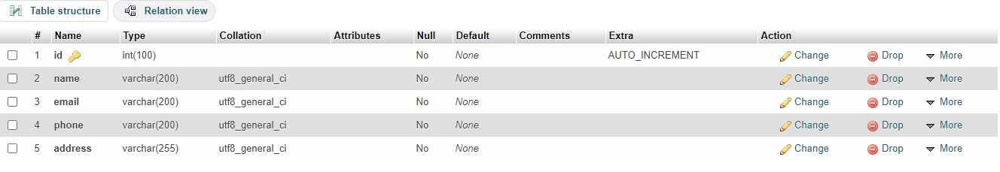 Table structure Relation view
# Name Type Collation Attributes Null Default Comments Extra Action
1 id int(100) No None AUTO_INCREMENT Change Drop More
2 name varchar(200) utf8_general_ci No None Change Drop More
3 email varchar(200) utf8_general_ci No None Change Drop More
4 phone varchar(200) utf8_general_ci No None Change Drop More
5 address varchar(255) utf8_general_ci No None Change Drop More